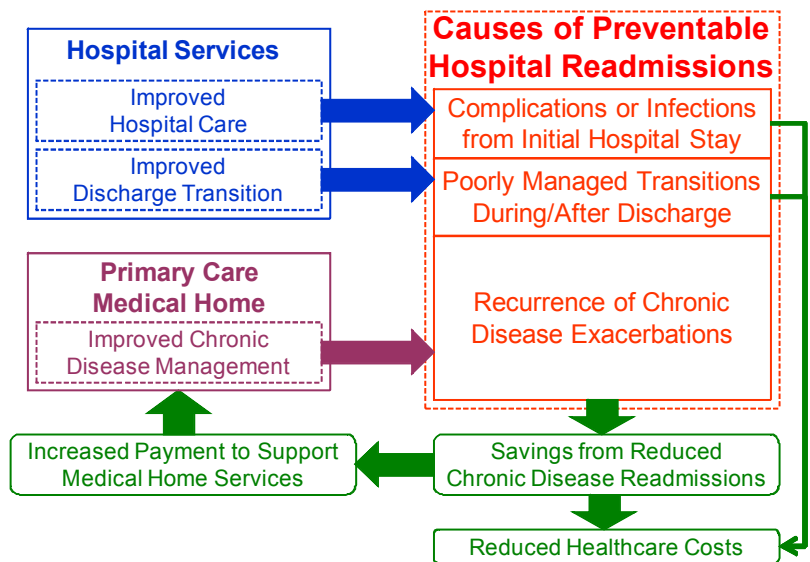 Hospital Services
Improved
Hospital Care
Improved
Discharge Transition
Primary Care
Medical Home
Improved Chronic
Disease Management
Increased Payment to Support
Medical Home Services
Causes of Preventable
Hospital Readmissions
Complications or Infections
from Initial Hospital Stay
Poorly Managed Transitions
During/After Discharge
Recurrence of Chronic
Disease Exacerbations
Savings from Reduced
Chronic Disease Readmissions
Reduced Healthcare Costs